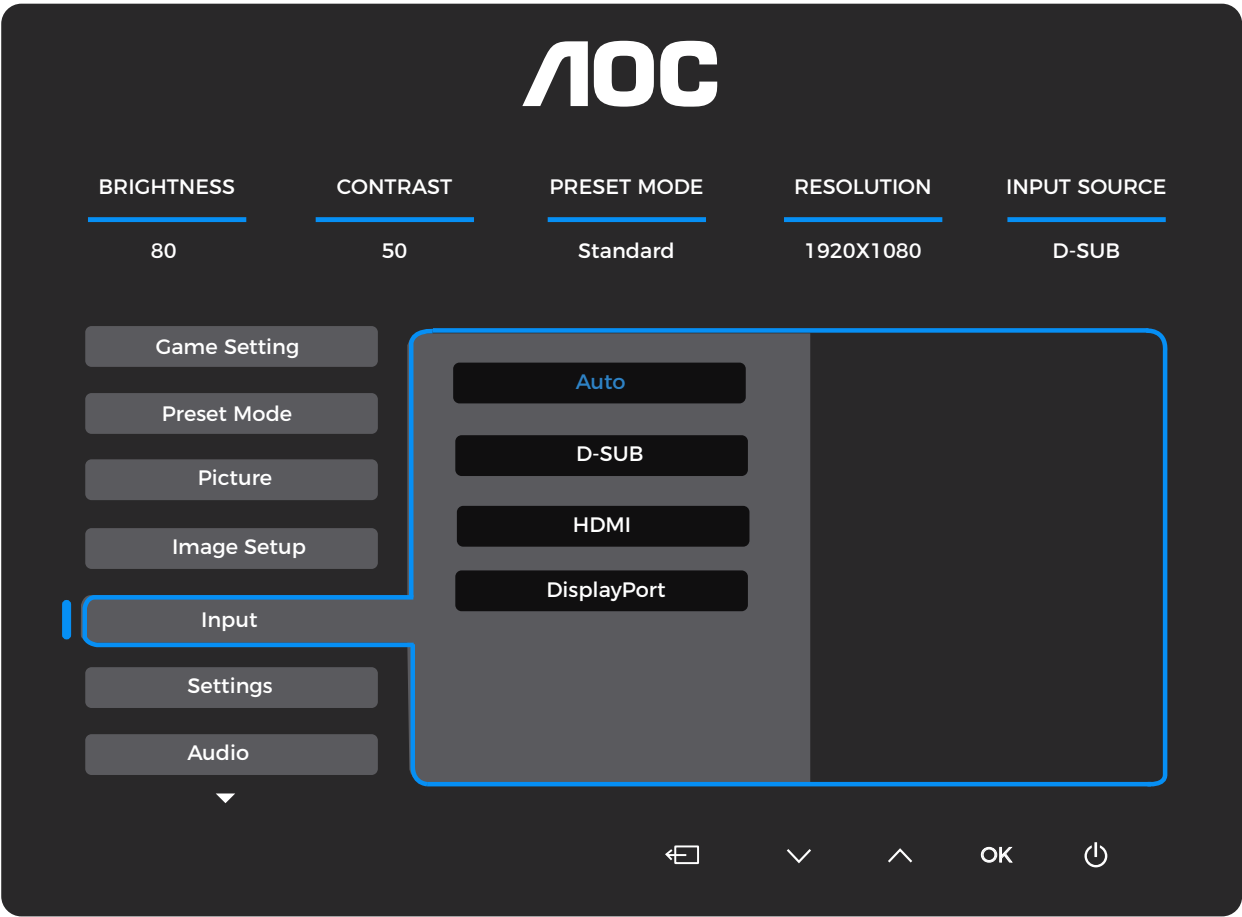 AOC
BRIGHTNESS CONTRAST PRESET MODE RESOLUTION INPUT SOURCE
80 50 Standard 1920X1080 D-SUB
Game Setting
Preset Mode
Picture
Image Setup
Input
Settings
Audio
Auto
D-SUB
HDMI
DisplayPort
OK